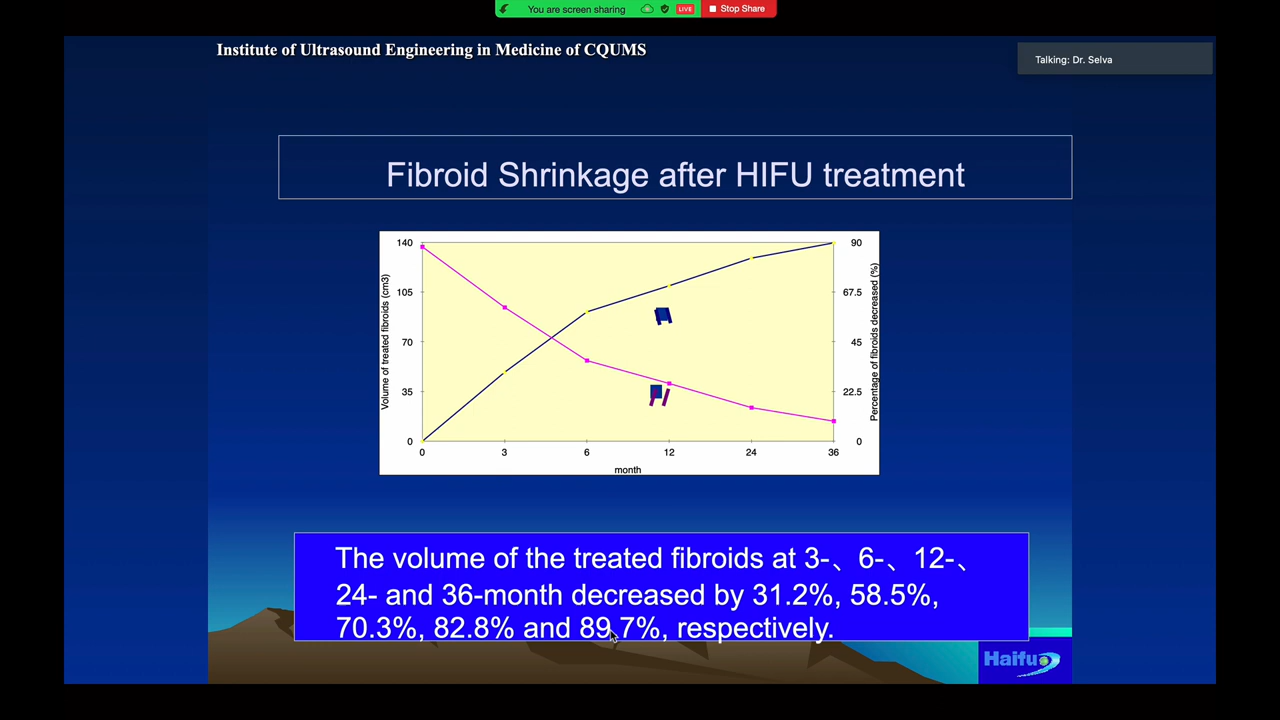 You are screen sharing
LIVE
Stop Share
Institute of Ultrasound Engineering in Medicine of CQUMS
Talking: Dr. Selva
Fibroid Shrinkage after HIFU treatment
140
105
70
35
0
Volume of treated fibroids (cm3)
90
67.5
45
22.5
0
Percentage of fibroids decreased (%)
0 3 6 12 24 36
month
The volume of the treated fibroids at 3-、6-、12-、
24- and 36-month decreased by 31.2%, 58.5%,
70.3%, 82.8% and 89.7%, respectively.
Haifu